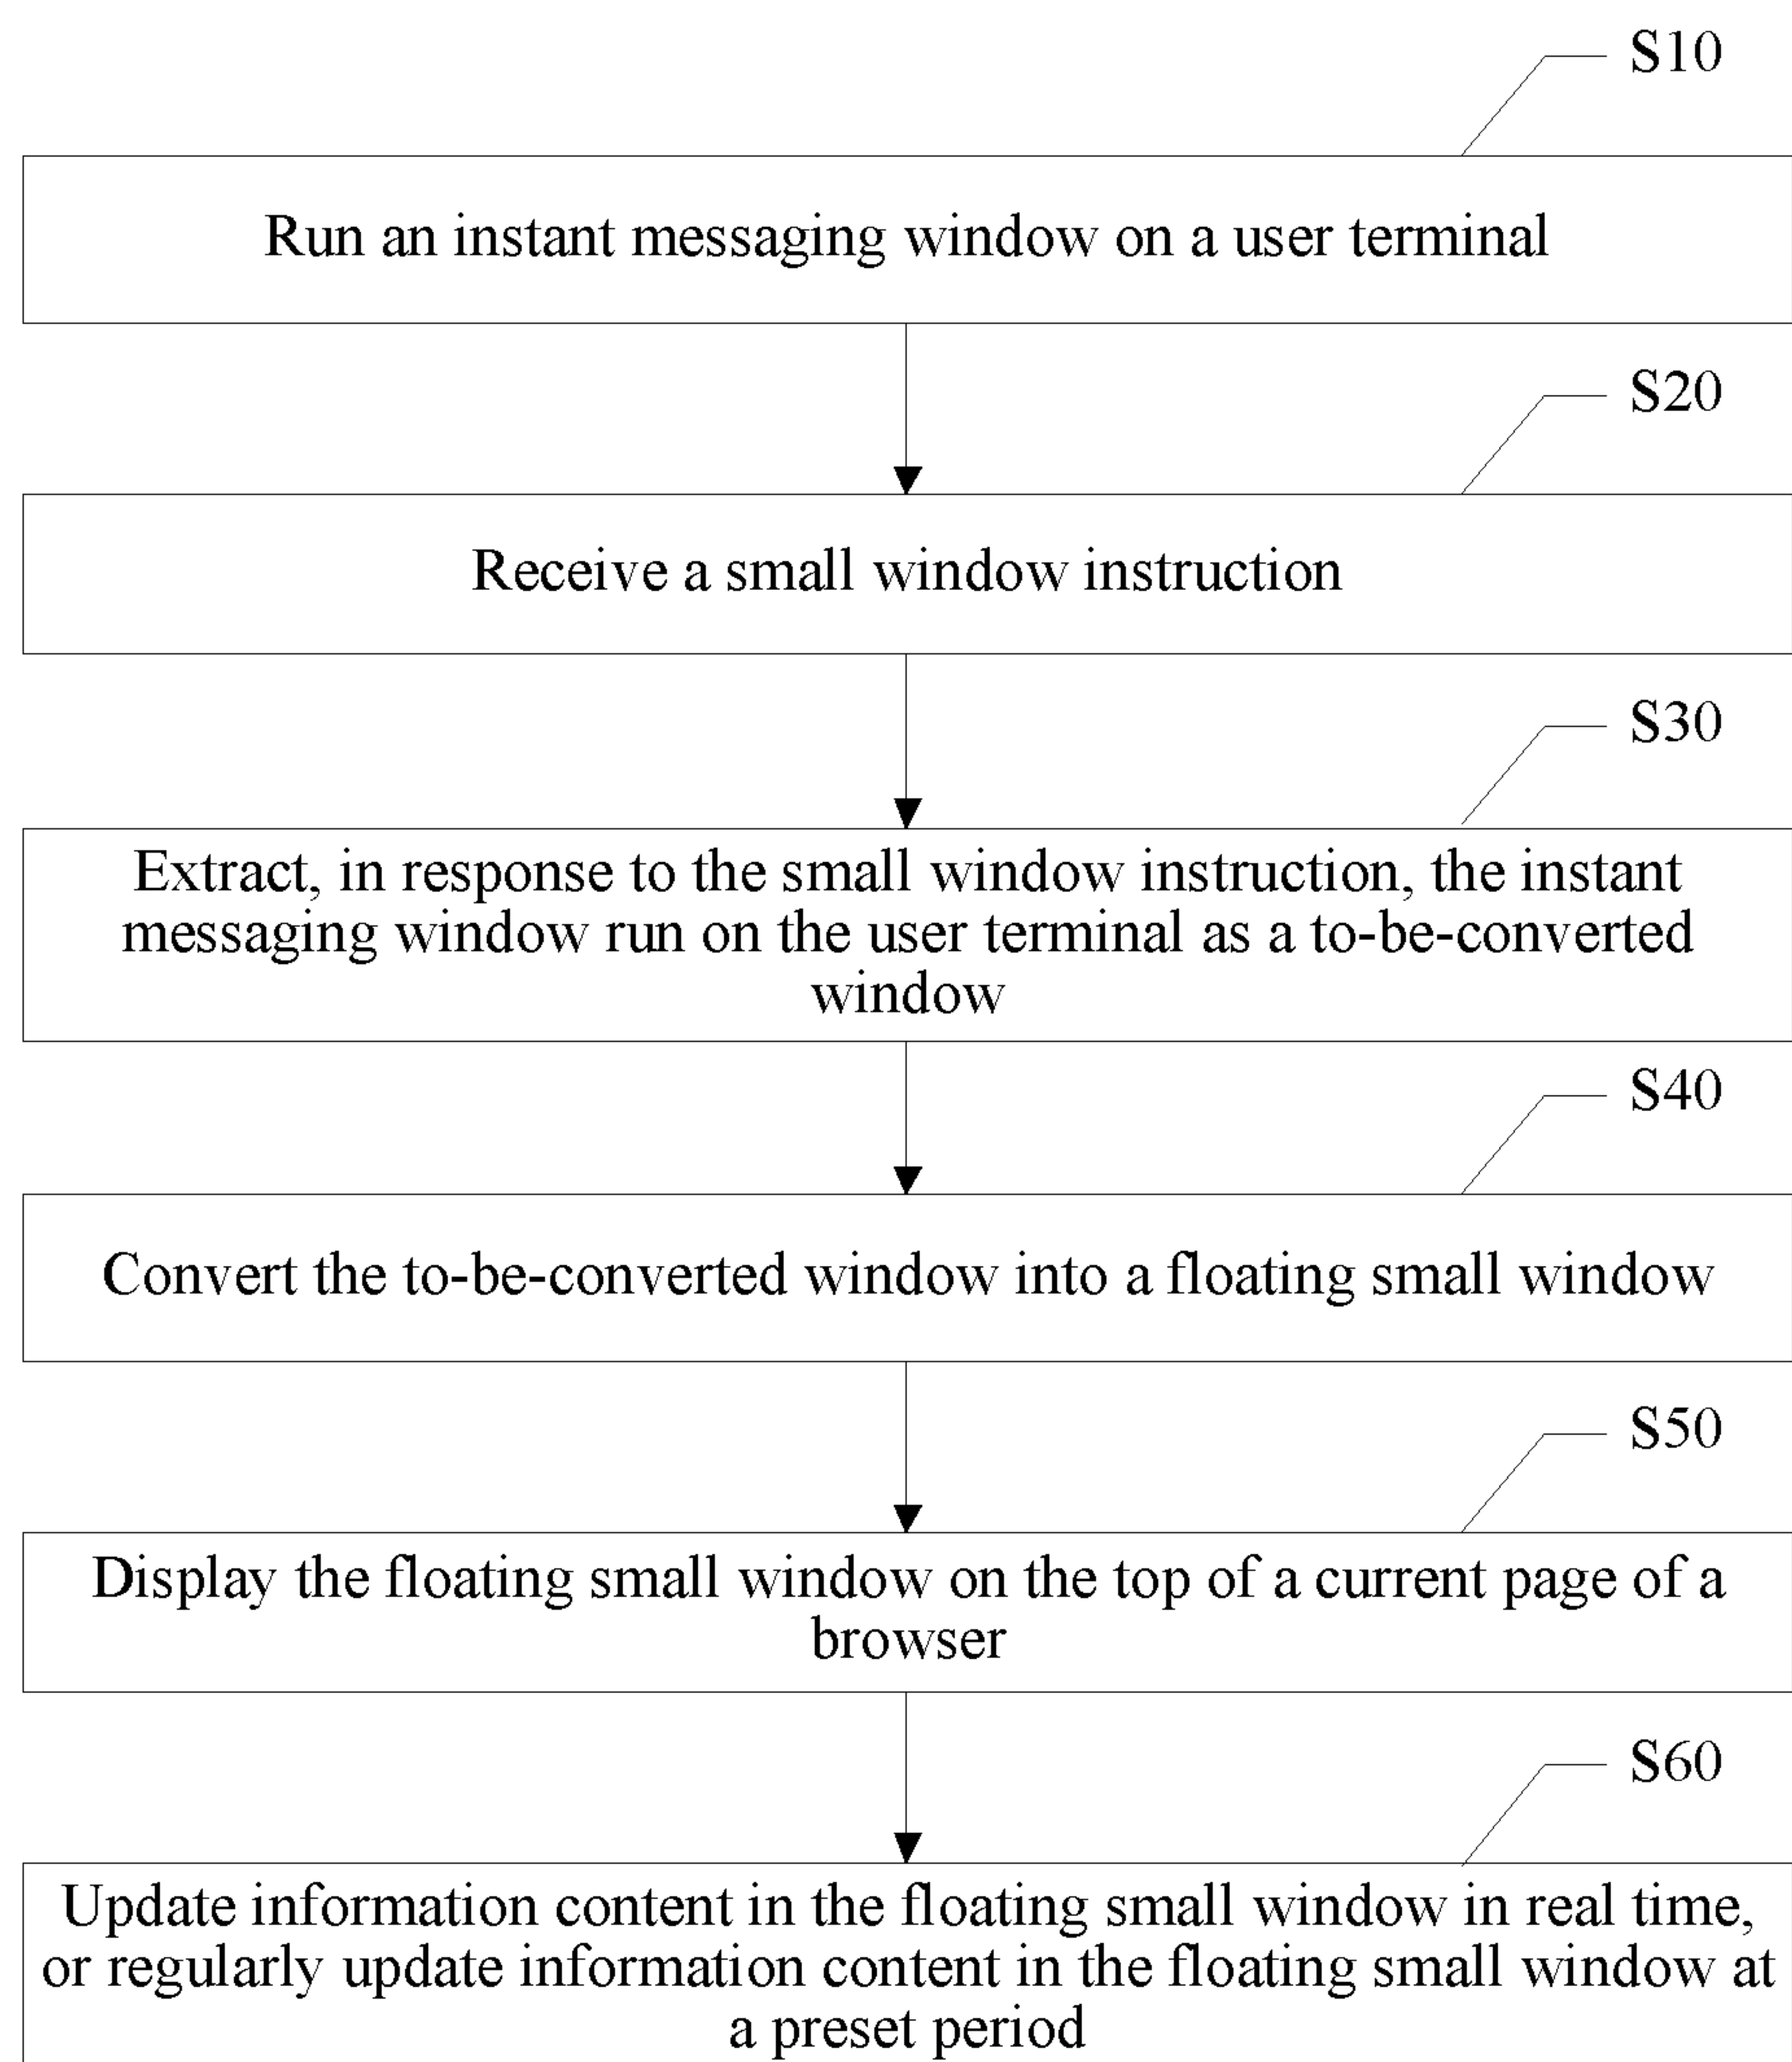 S10
Run an instant messaging window on a user terminal
S20
Receive a small window instruction
S30
Extract, in response to the small window instruction, the instant
messaging window run on the user terminal as a to-be-converted
window
S40
Convert the to-be-converted window into a floating small window
S50
Display the floating small window on the top of a current page of a
browser
S60
Update information content in the floating small window in real time,
or regularly update information content in the floating small window at
a preset period